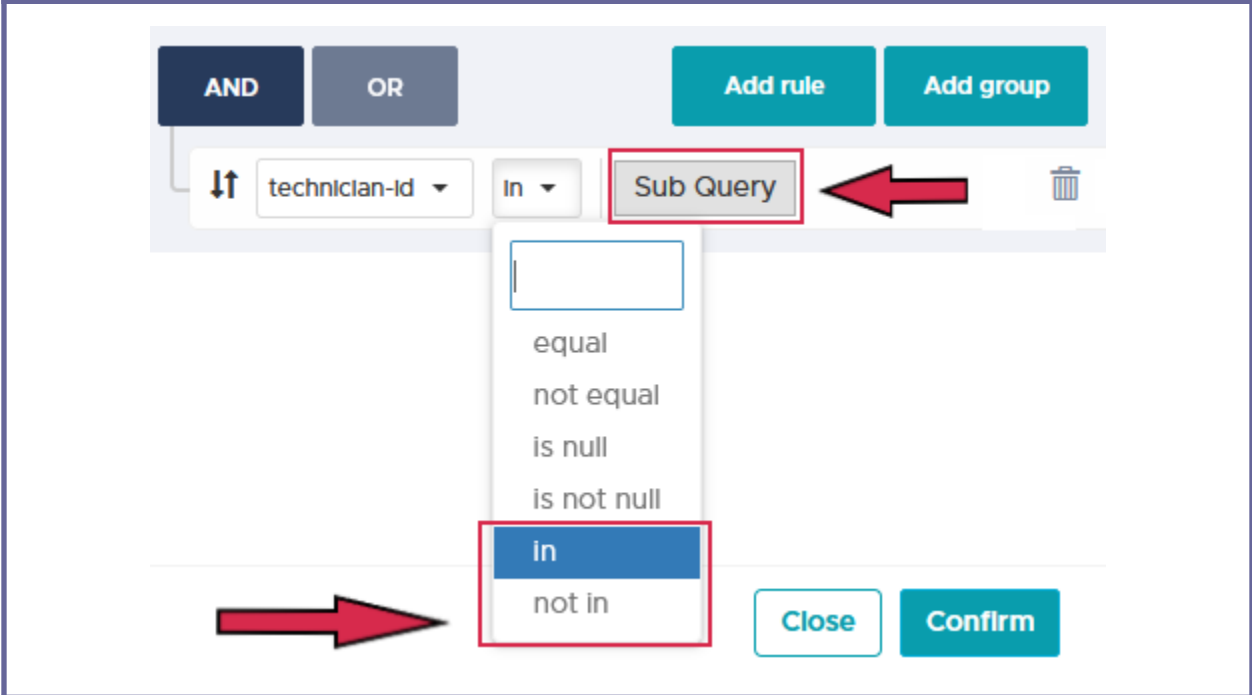 AND OR Add rule Add group
technician-id in Sub Query
equal
not equal
is null
is not null
in
not in
Close Confirm